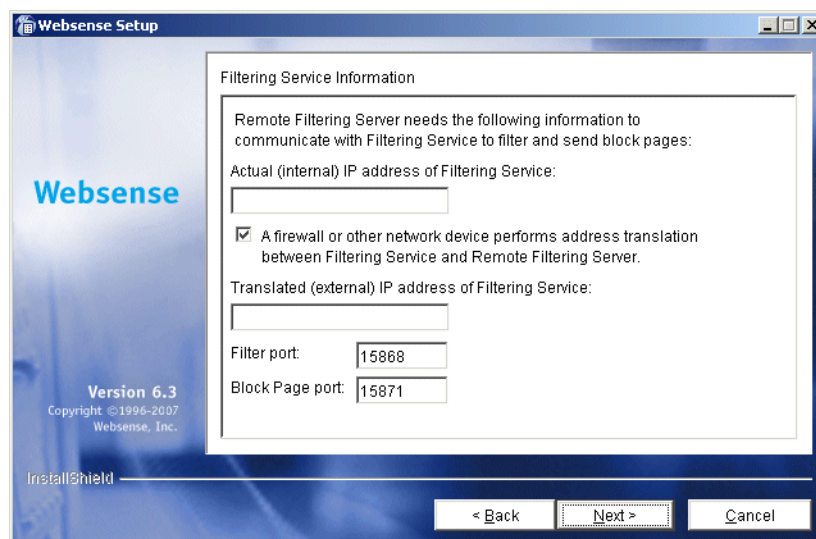 Websense Setup
Filtering Service Information
Remote Filtering Server needs the following information to
communicate with Filtering Service to filter and send block pages:
Actual (internal) IP address of Filtering Service:
Websense
A firewall or other network device performs address translation
between Filtering Service and Remote Filtering Server.
Translated (external) IP address of Filtering Service:
Filter port: 15868
Block Page port: 15871
Version 6.3
Copyright ©1996-2007
Websense, Inc.
InstallShield
< Back Next > Cancel